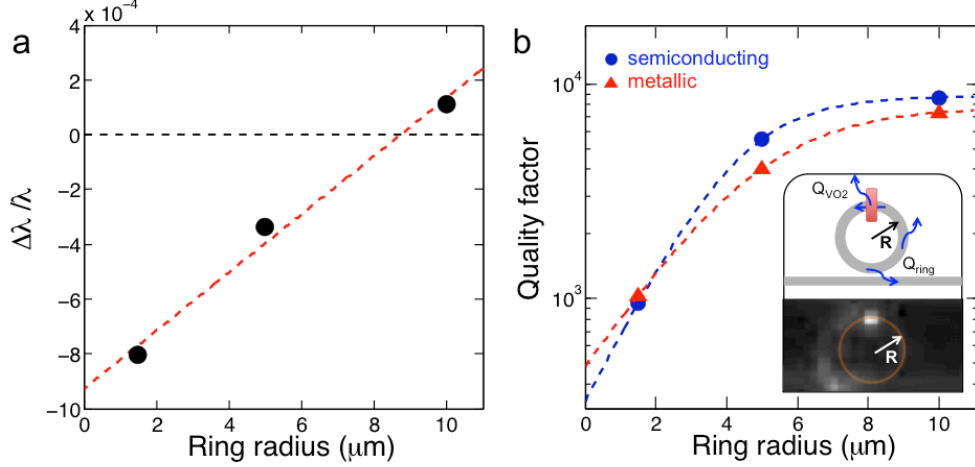 a
× 10⁻⁴
4
2
0
−2
−4
−6
−8
−10
Δλ /λ
0 2 4 6 8 10
Ring radius (μm)
b
semiconducting
metallic
10⁴
10³
Quality factor
0 2 4 6 8 10
Ring radius (μm)
Q_VO2
R
Q_ring
R